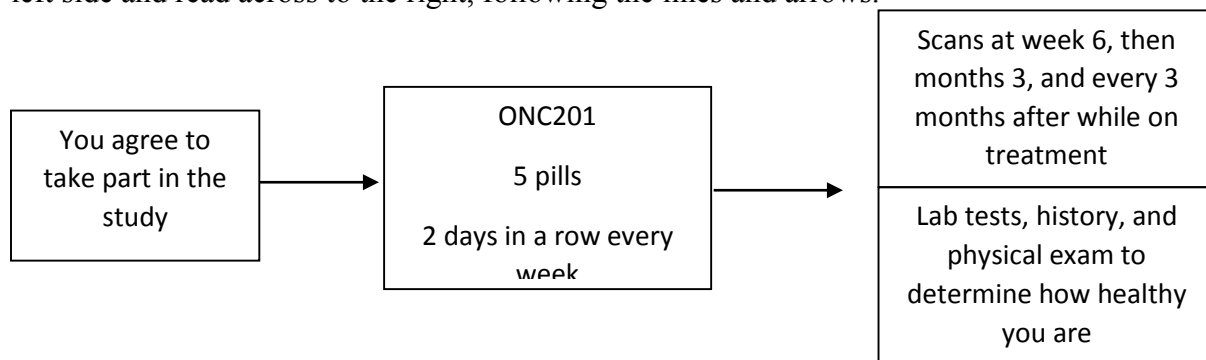 left side and read across to the right, following the lines and arrows.
You agree to
take part in the
study
ONC201
5 pills
2 days in a row every
week
Scans at week 6, then
months 3, and every 3
months after while on
treatment
Lab tests, history, and
physical exam to
determine how healthy
you are